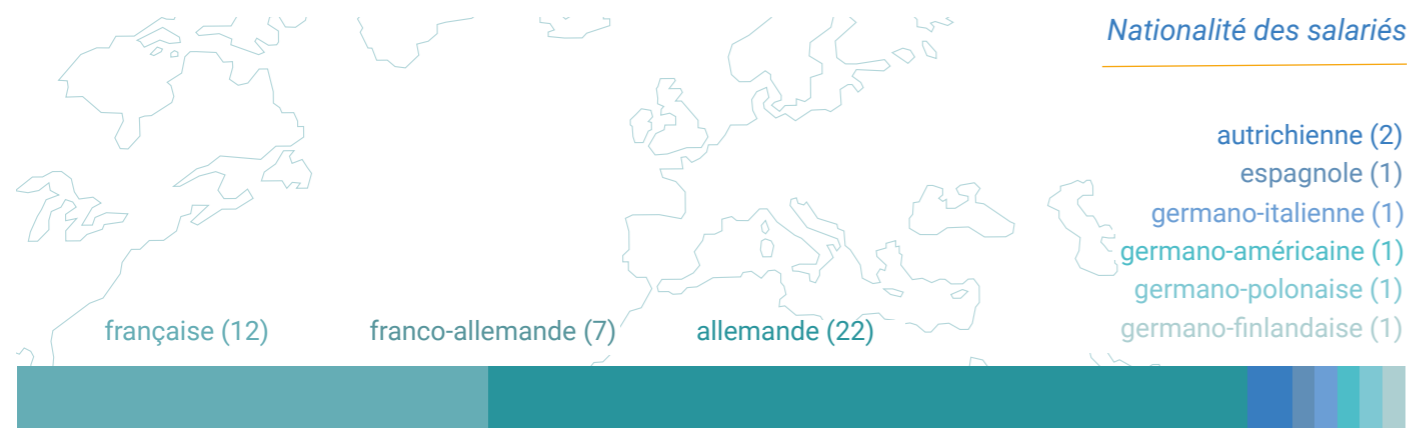 Nationalité des salariés
autrichienne (2)
espagnole (1)
germano-italienne (1)
germano-américaine (1)
germano-polonaise (1)
germano-finlandaise (1)
française (12)
franco-allemande (7)
allemande (22)